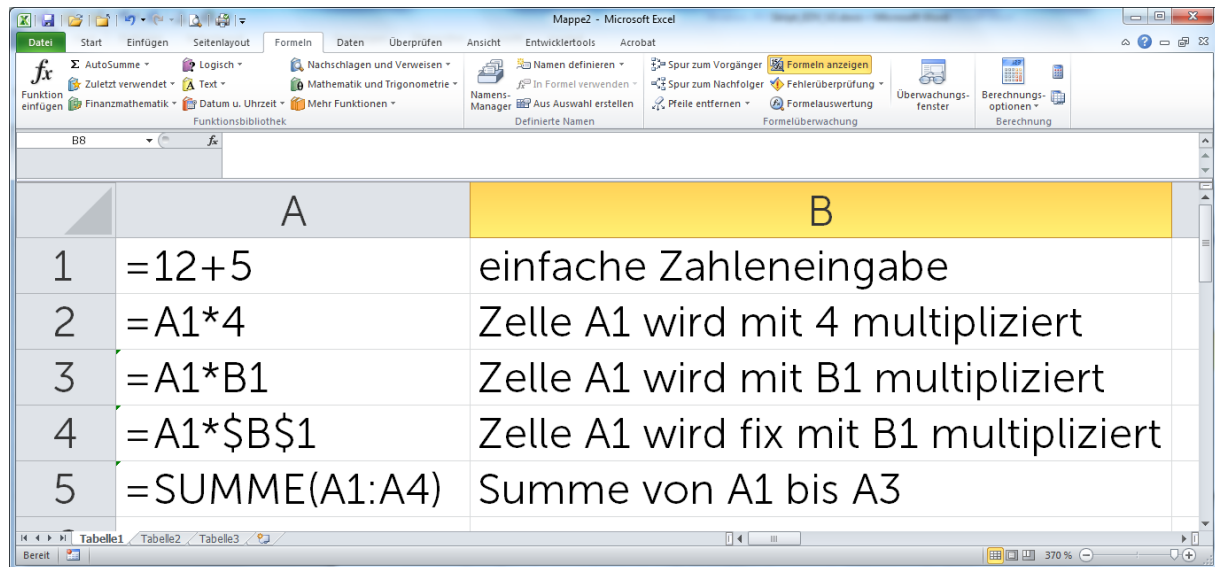 Mappe2 - Microsoft Excel
Datei Start Einfügen Seitenlayout Formeln Daten Überprüfen Ansicht Entwicklertools Acrobat
fx Funktion einfügen
Σ AutoSumme
Zuletzt verwendet
Finanzmathematik
Logisch
Text
Datum u. Uhrzeit
Nachschlagen und Verweisen
Mathematik und Trigonometrie
Mehr Funktionen
Funktionsbibliothek
Namens-
Manager
Namen definieren
In Formel verwenden
Aus Auswahl erstellen
Definierte Namen
Spur zum Vorgänger
Spur zum Nachfolger
Pfeile entfernen
Formeln anzeigen
Fehlerüberprüfung
Formelauswertung
Formelüberwachung
Überwachungs-
fenster
Berechnungs-
optionen
Berechnung
B8 fx
A B
1 =12+5 einfache Zahleneingabe
2 =A1*4 Zelle A1 wird mit 4 multipliziert
3 =A1*B1 Zelle A1 wird mit B1 multipliziert
4 =A1*$B$1 Zelle A1 wird fix mit B1 multipliziert
5 =SUMME(A1:A4) Summe von A1 bis A3
Tabelle1 Tabelle2 Tabelle3
Bereit 370 %